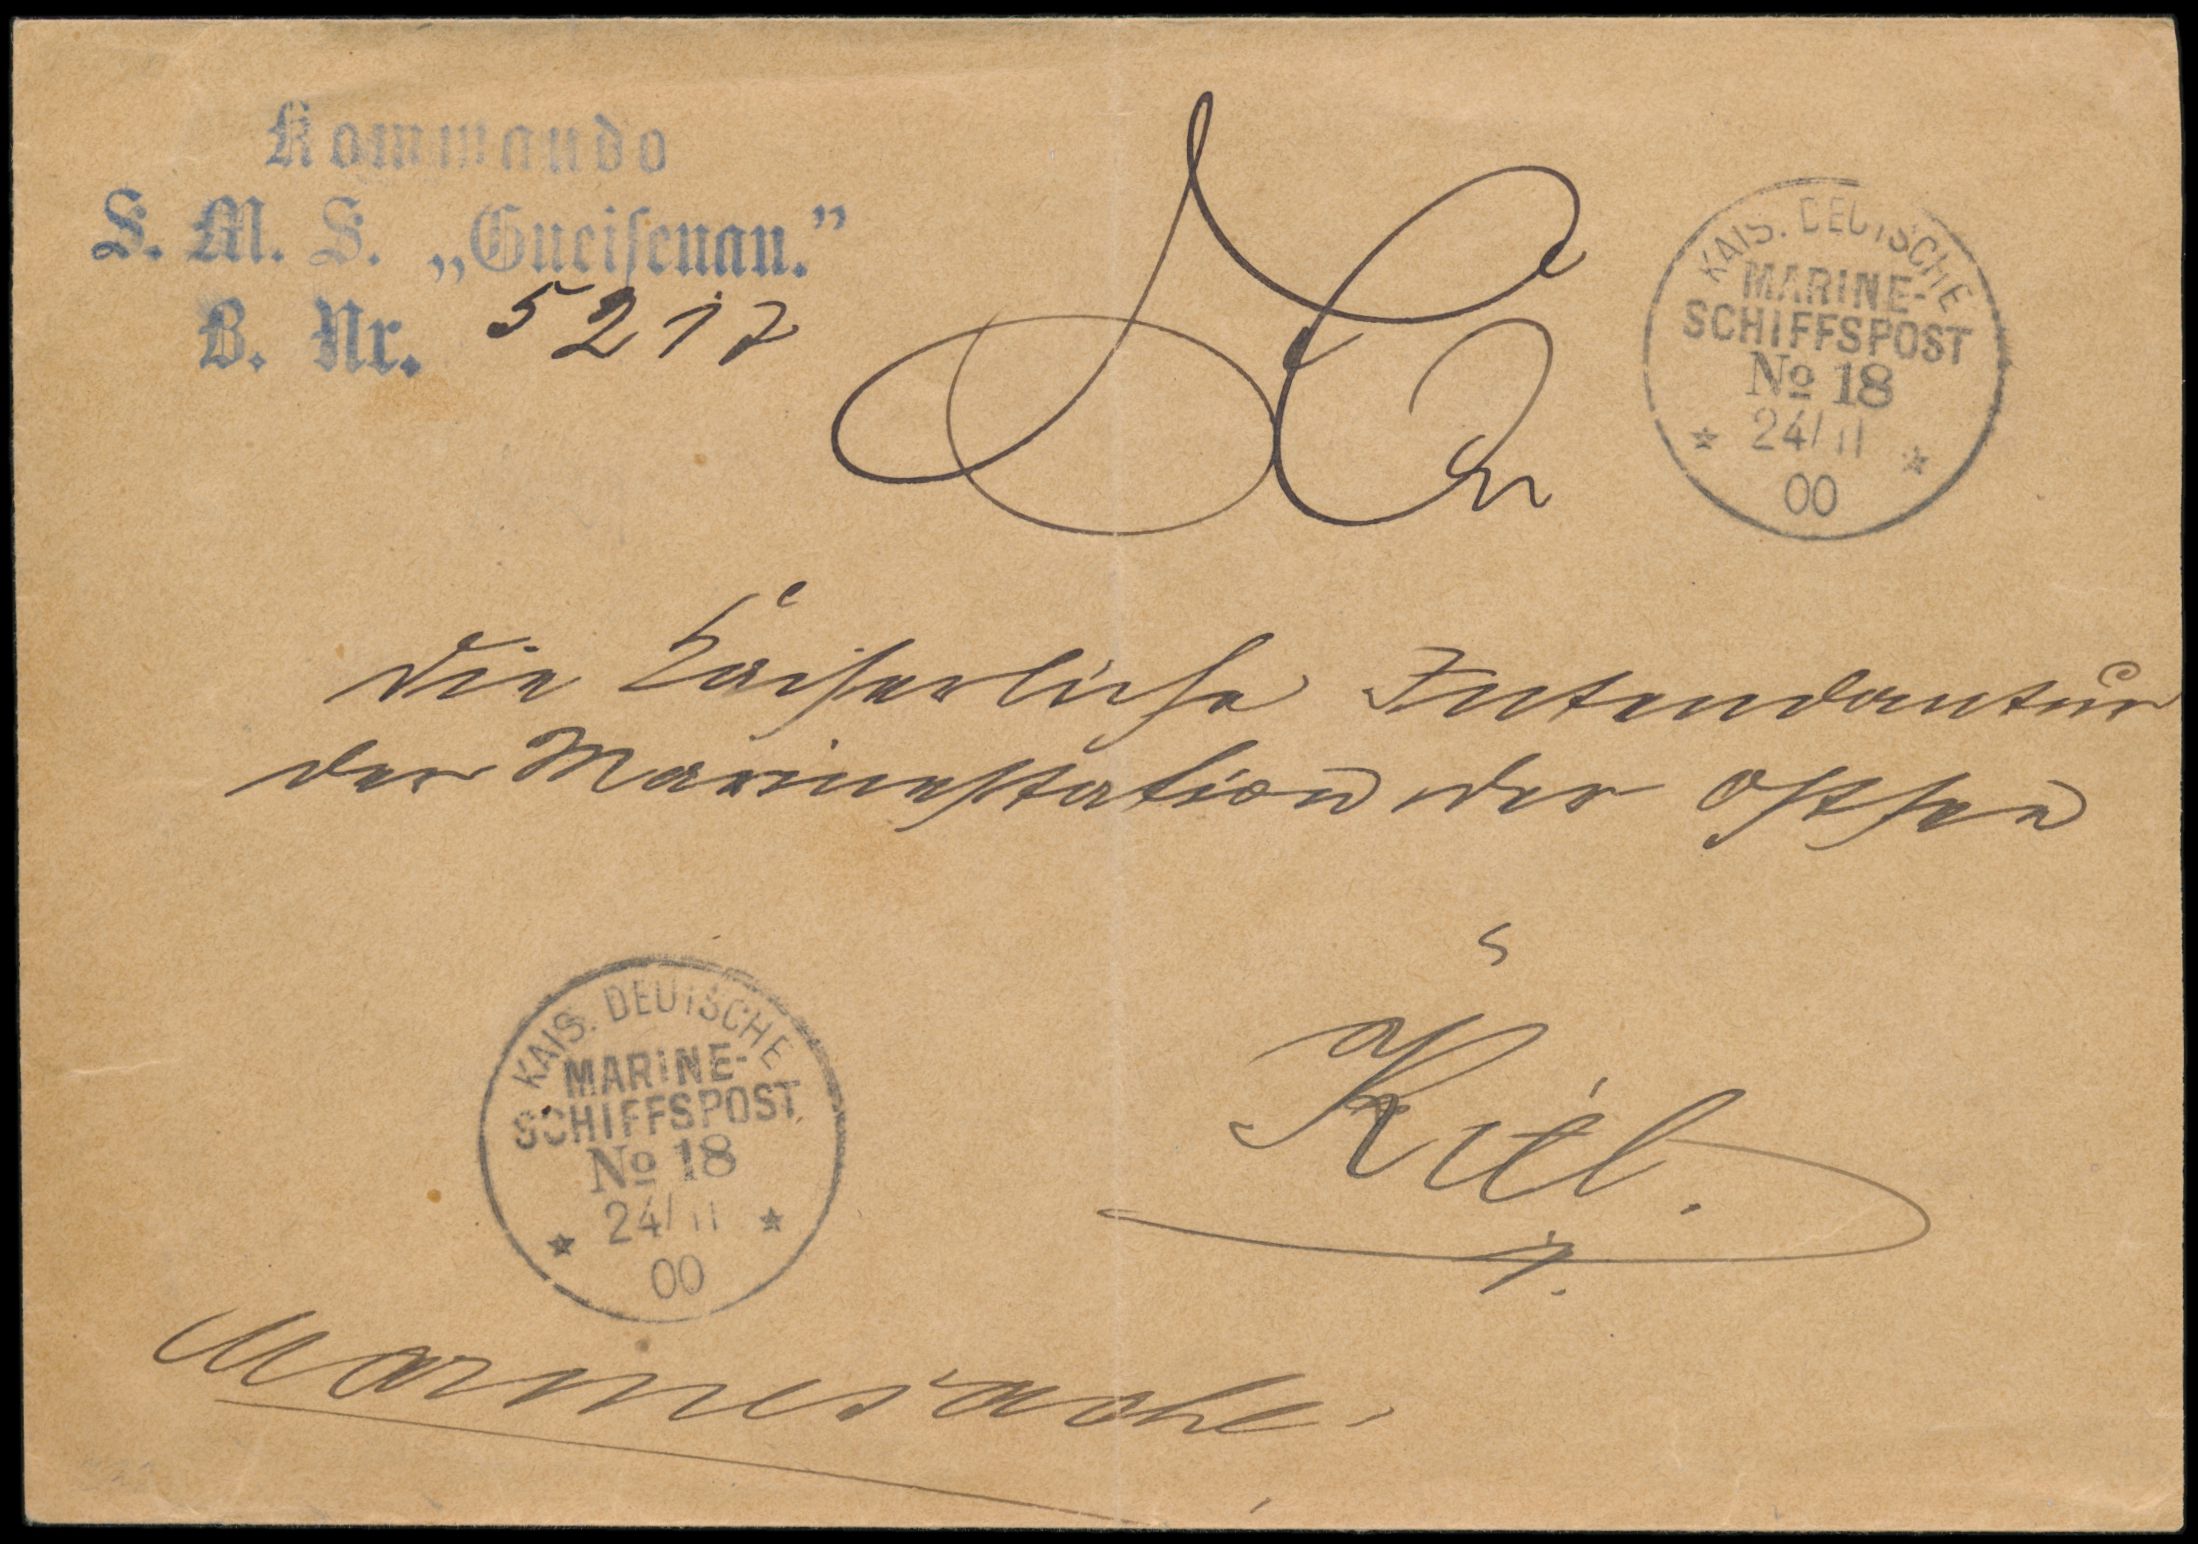 Kommando
S. M. S. „Gneisenau.”
B. Nr. 5217
An
KAIS. DEUTSCHE
MARINE-
SCHIFFSPOST
No 18
24/11
00
die Kaiserliche Intendantur
der Marinestation der Ostsee
Kiel.
KAIS. DEUTSCHE
MARINE-
SCHIFFSPOST
No 18
24/11
00
Marinesache.